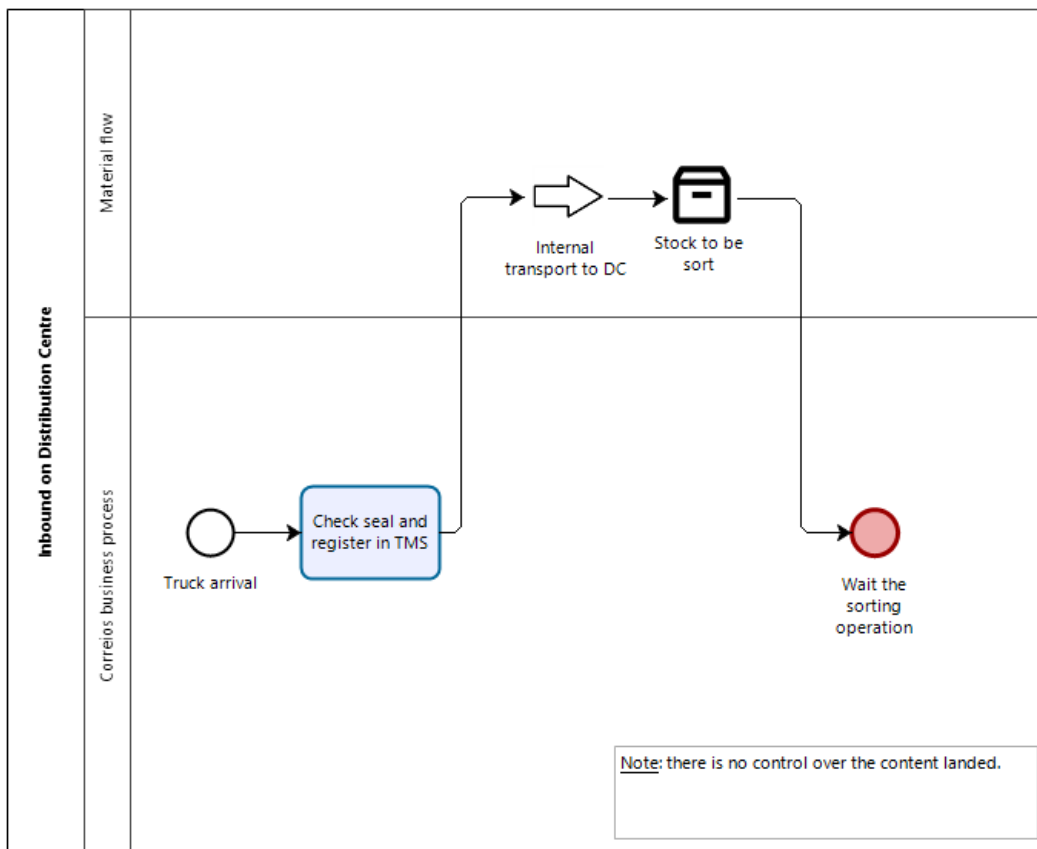 Inbound on Distribution Centre
Material flow
Internal
transport to DC
Stock to be
sort
Correios business process
Truck arrival
Check seal and
register in TMS
Wait the
sorting
operation
Note: there is no control over the content landed.